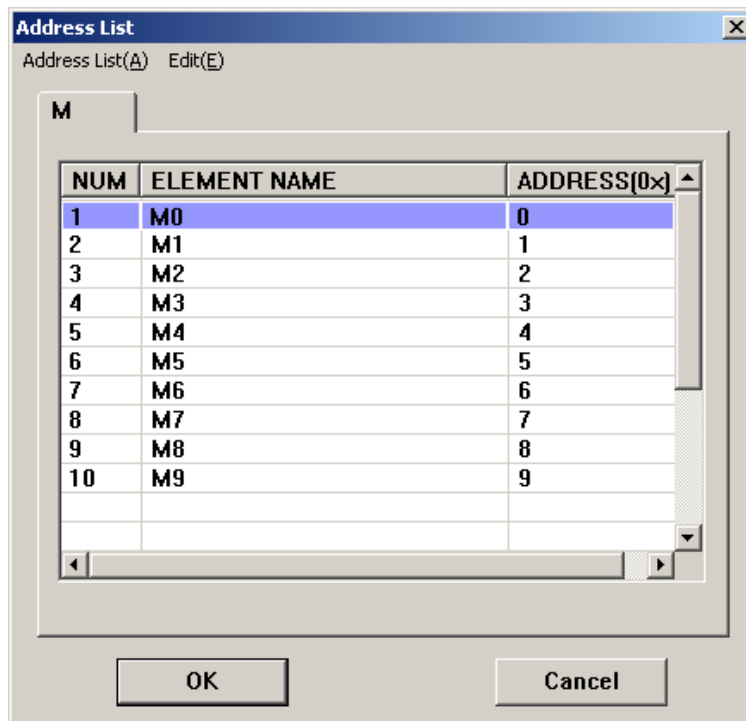 Address List
Address List(A) Edit(E)
M
NUM ELEMENT NAME ADDRESS(0x)
1 M0 0
2 M1 1
3 M2 2
4 M3 3
5 M4 4
6 M5 5
7 M6 6
8 M7 7
9 M8 8
10 M9 9
OK Cancel